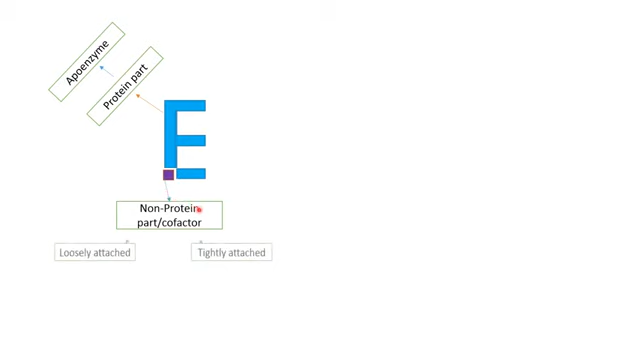 Apoenzyme
Protein part
E
Non-Protein
part/cofactor
Loosely attached
Tightly attached